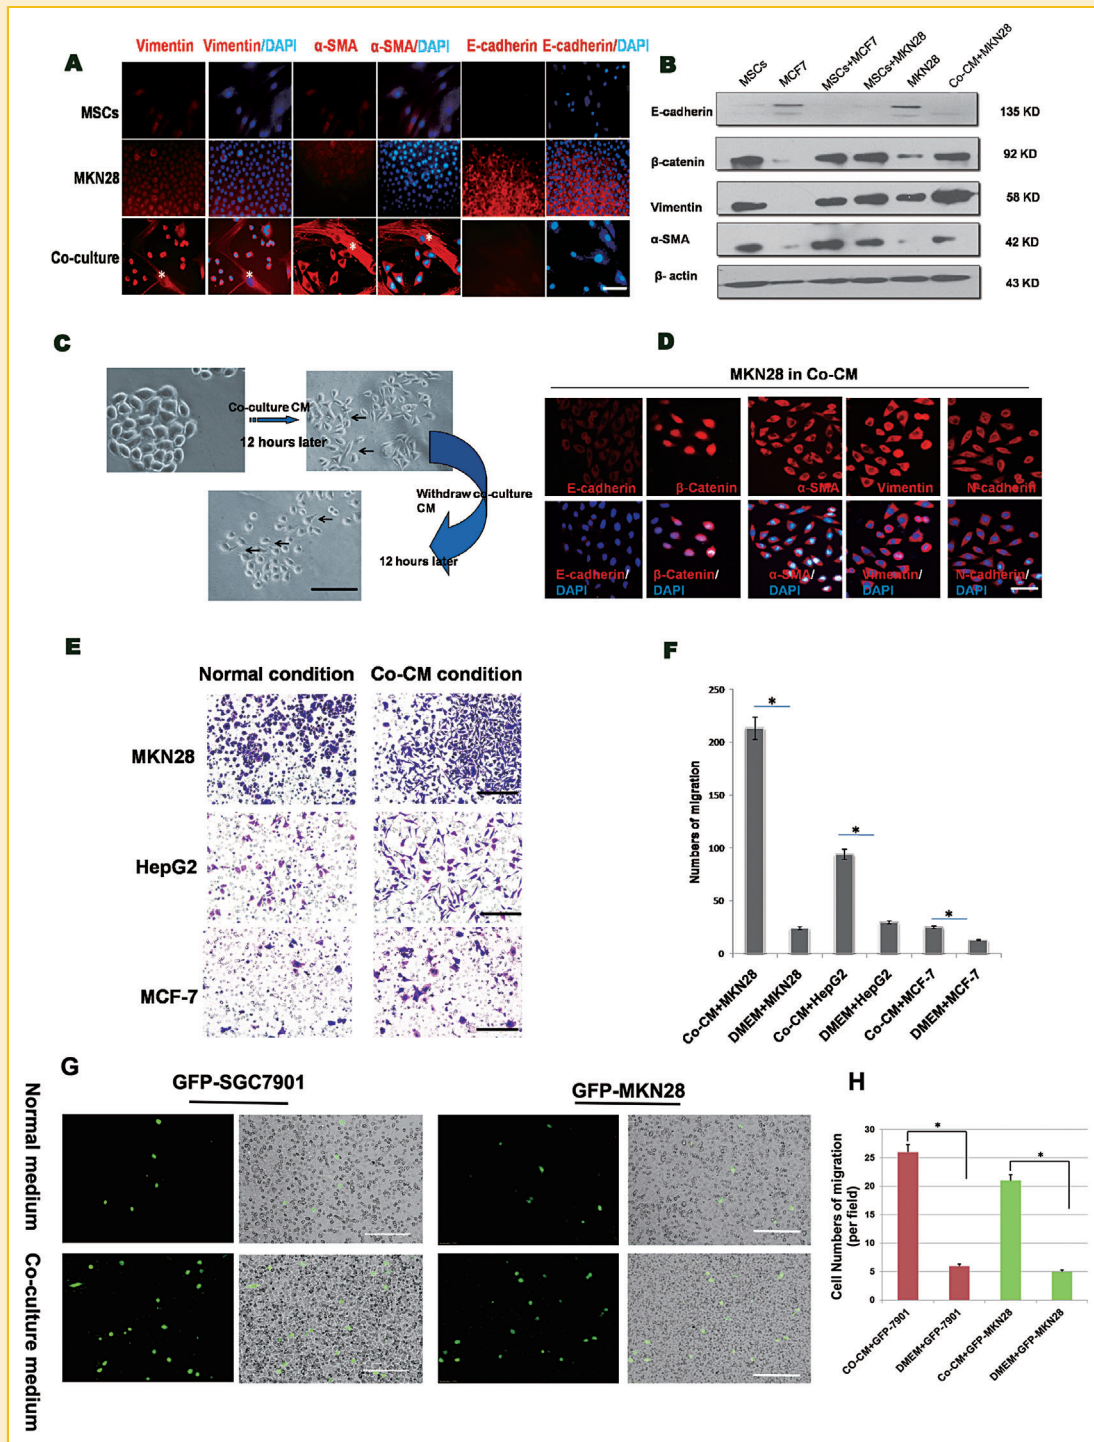 A
Vimentin Vimentin/DAPI α-SMA α-SMA/DAPI E-cadherin E-cadherin/DAPI
MSCs
MKN28
Co-culture
*
*
*
*
B
MSCs MCF7 MSCs+MCF7 MSCs+MKN28 MKN28 Co-CM+MKN28
E-cadherin 135 KD
β-catenin 92 KD
Vimentin 58 KD
α-SMA 42 KD
β- actin 43 KD
C
Co-culture CM
12 hours later
Withdraw co-culture
CM
12 hours later
D
MKN28 in Co-CM
E-cadherin β-Catenin α-SMA Vimentin N-cadherin
E-cadherin/ β-Catenin/ α-SMA/ Vimentin/ N-cadherin/
DAPI DAPI DAPI DAPI DAPI
E
Normal condition Co-CM condition
MKN28
HepG2
MCF-7
F
Numbers of migration
250
200
150
100
50
0
*
*
*
Co-CM+MKN28 DMEM+MKN28 Co-CM+HepG2 DMEM+HepG2 Co-CM+MCF-7 DMEM+MCF-7
G
GFP-SGC7901 GFP-MKN28
Normal medium
Co-culture medium
H
Cell Numbers of migration
(per field)
30
25
20
15
10
5
0
*
*
Co-CM+GFP-7901 DMEM+GFP-7901 Co-CM+GFP-MKN28 DMEM+GFP-MKN28